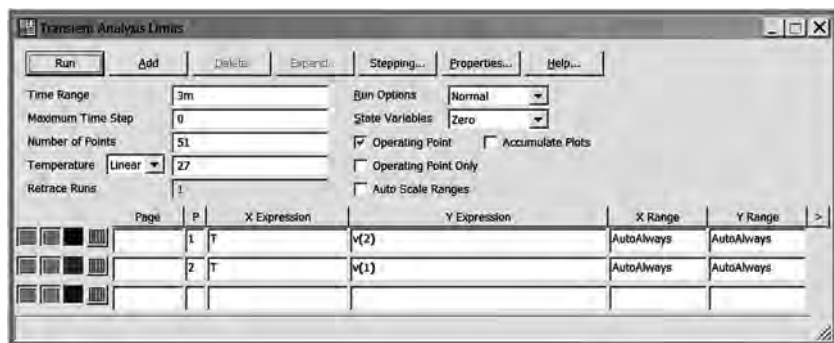 Transient Analysis Limits
Run Add Delete Expand... Stepping... Properties... Help...
Time Range 3m Run Options Normal
Maximum Time Step 0 State Variables Zero
Number of Points 51 Operating Point Accumulate Plots
Temperature Linear 27 Operating Point Only
Retrace Runs 1 Auto Scale Ranges
Page P X Expression Y Expression X Range Y Range >
1 T v(2) AutoAlways AutoAlways
2 T v(1) AutoAlways AutoAlways